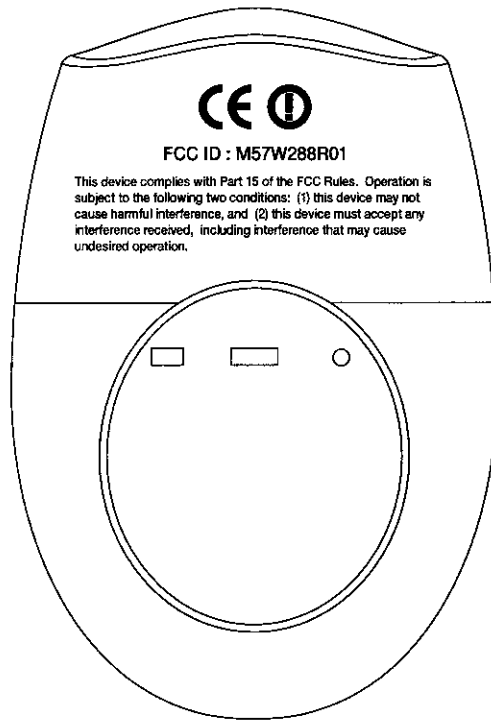 CE
FCC ID : M57W288R01
This device complies with Part 15 of the FCC Rules. Operation is
subject to the following two conditions: (1) this device may not
cause harmful interference, and (2) this device must accept any
interference received, including interference that may cause
undesired operation.